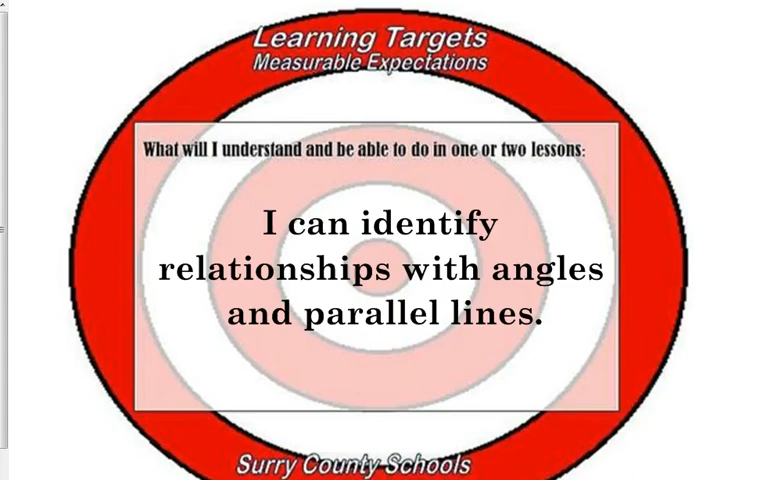 Learning Targets
Measurable Expectations
What will I understand and be able to do in one or two lessons:
I can identify
relationships with angles
and parallel lines.
Surry County Schools